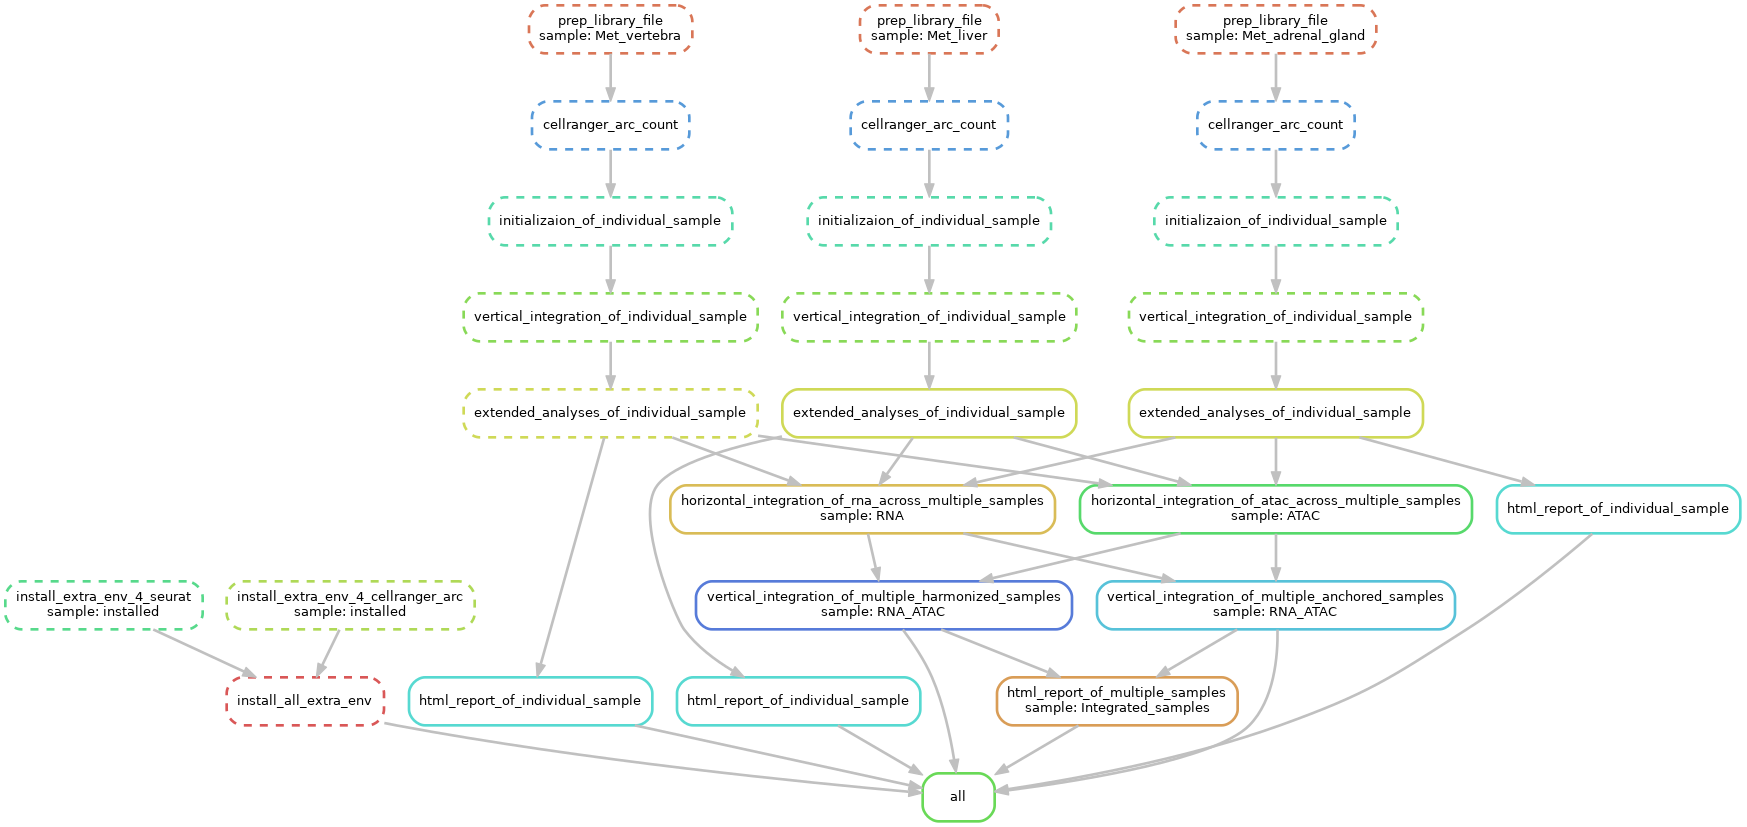 prep_library_file
sample: Met_vertebra
prep_library_file
sample: Met_liver
prep_library_file
sample: Met_adrenal_gland
cellranger_arc_count
cellranger_arc_count
cellranger_arc_count
initializaion_of_individual_sample
initializaion_of_individual_sample
initializaion_of_individual_sample
vertical_integration_of_individual_sample
vertical_integration_of_individual_sample
vertical_integration_of_individual_sample
extended_analyses_of_individual_sample
extended_analyses_of_individual_sample
extended_analyses_of_individual_sample
horizontal_integration_of_rna_across_multiple_samples
sample: RNA
horizontal_integration_of_atac_across_multiple_samples
sample: ATAC
html_report_of_individual_sample
install_extra_env_4_seurat
sample: installed
install_extra_env_4_cellranger_arc
sample: installed
vertical_integration_of_multiple_harmonized_samples
sample: RNA_ATAC
vertical_integration_of_multiple_anchored_samples
sample: RNA_ATAC
install_all_extra_env
html_report_of_individual_sample
html_report_of_individual_sample
html_report_of_multiple_samples
sample: Integrated_samples
all